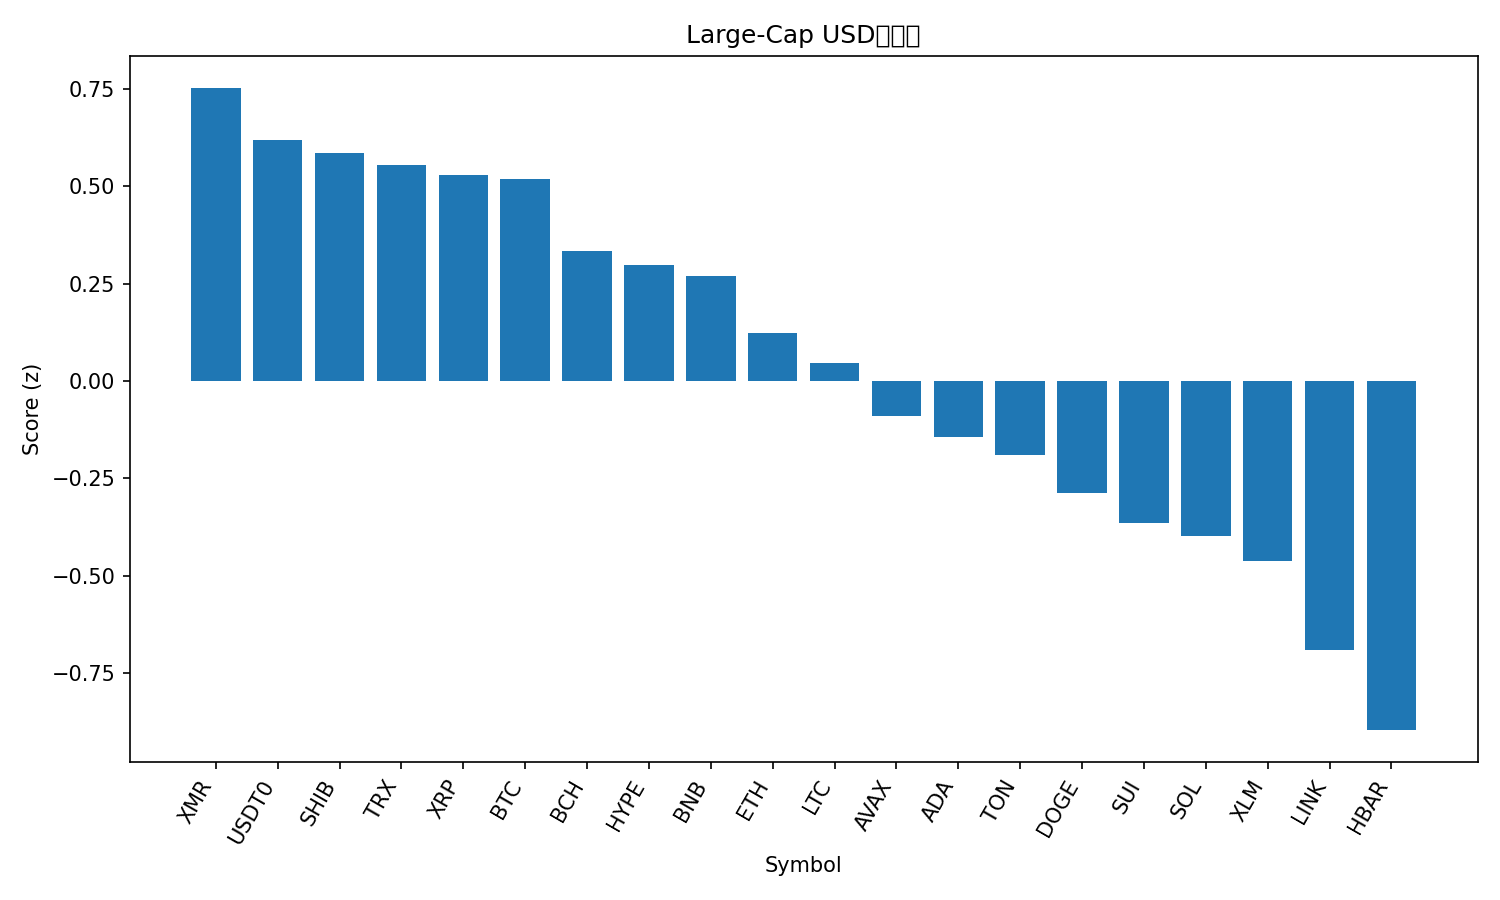 Large-Cap USD
0.75
0.50
0.25
0.00
−0.25
−0.50
−0.75
Score (z)
XMR
USDT0
SHIB
TRX
XRP
BTC
BCH
HYPE
BNB
ETH
LTC
AVAX
ADA
TON
DOGE
SUI
SOL
XLM
LINK
HBAR
Symbol